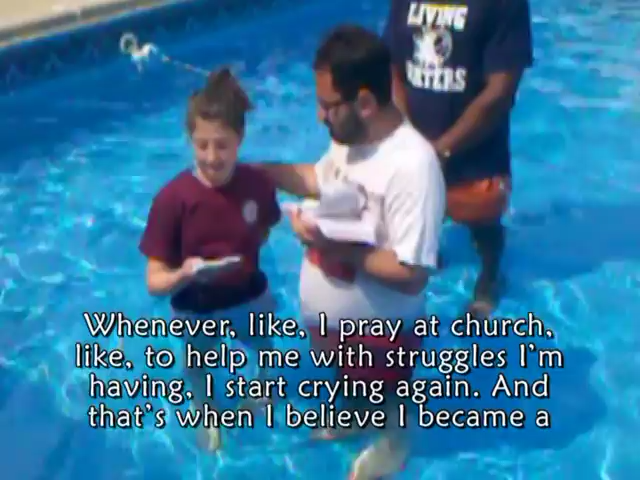 LIVING
Whenever, like, I pray at church,
like, to help me with struggles I'm
having, I start crying again. And
that's when I believe I became a